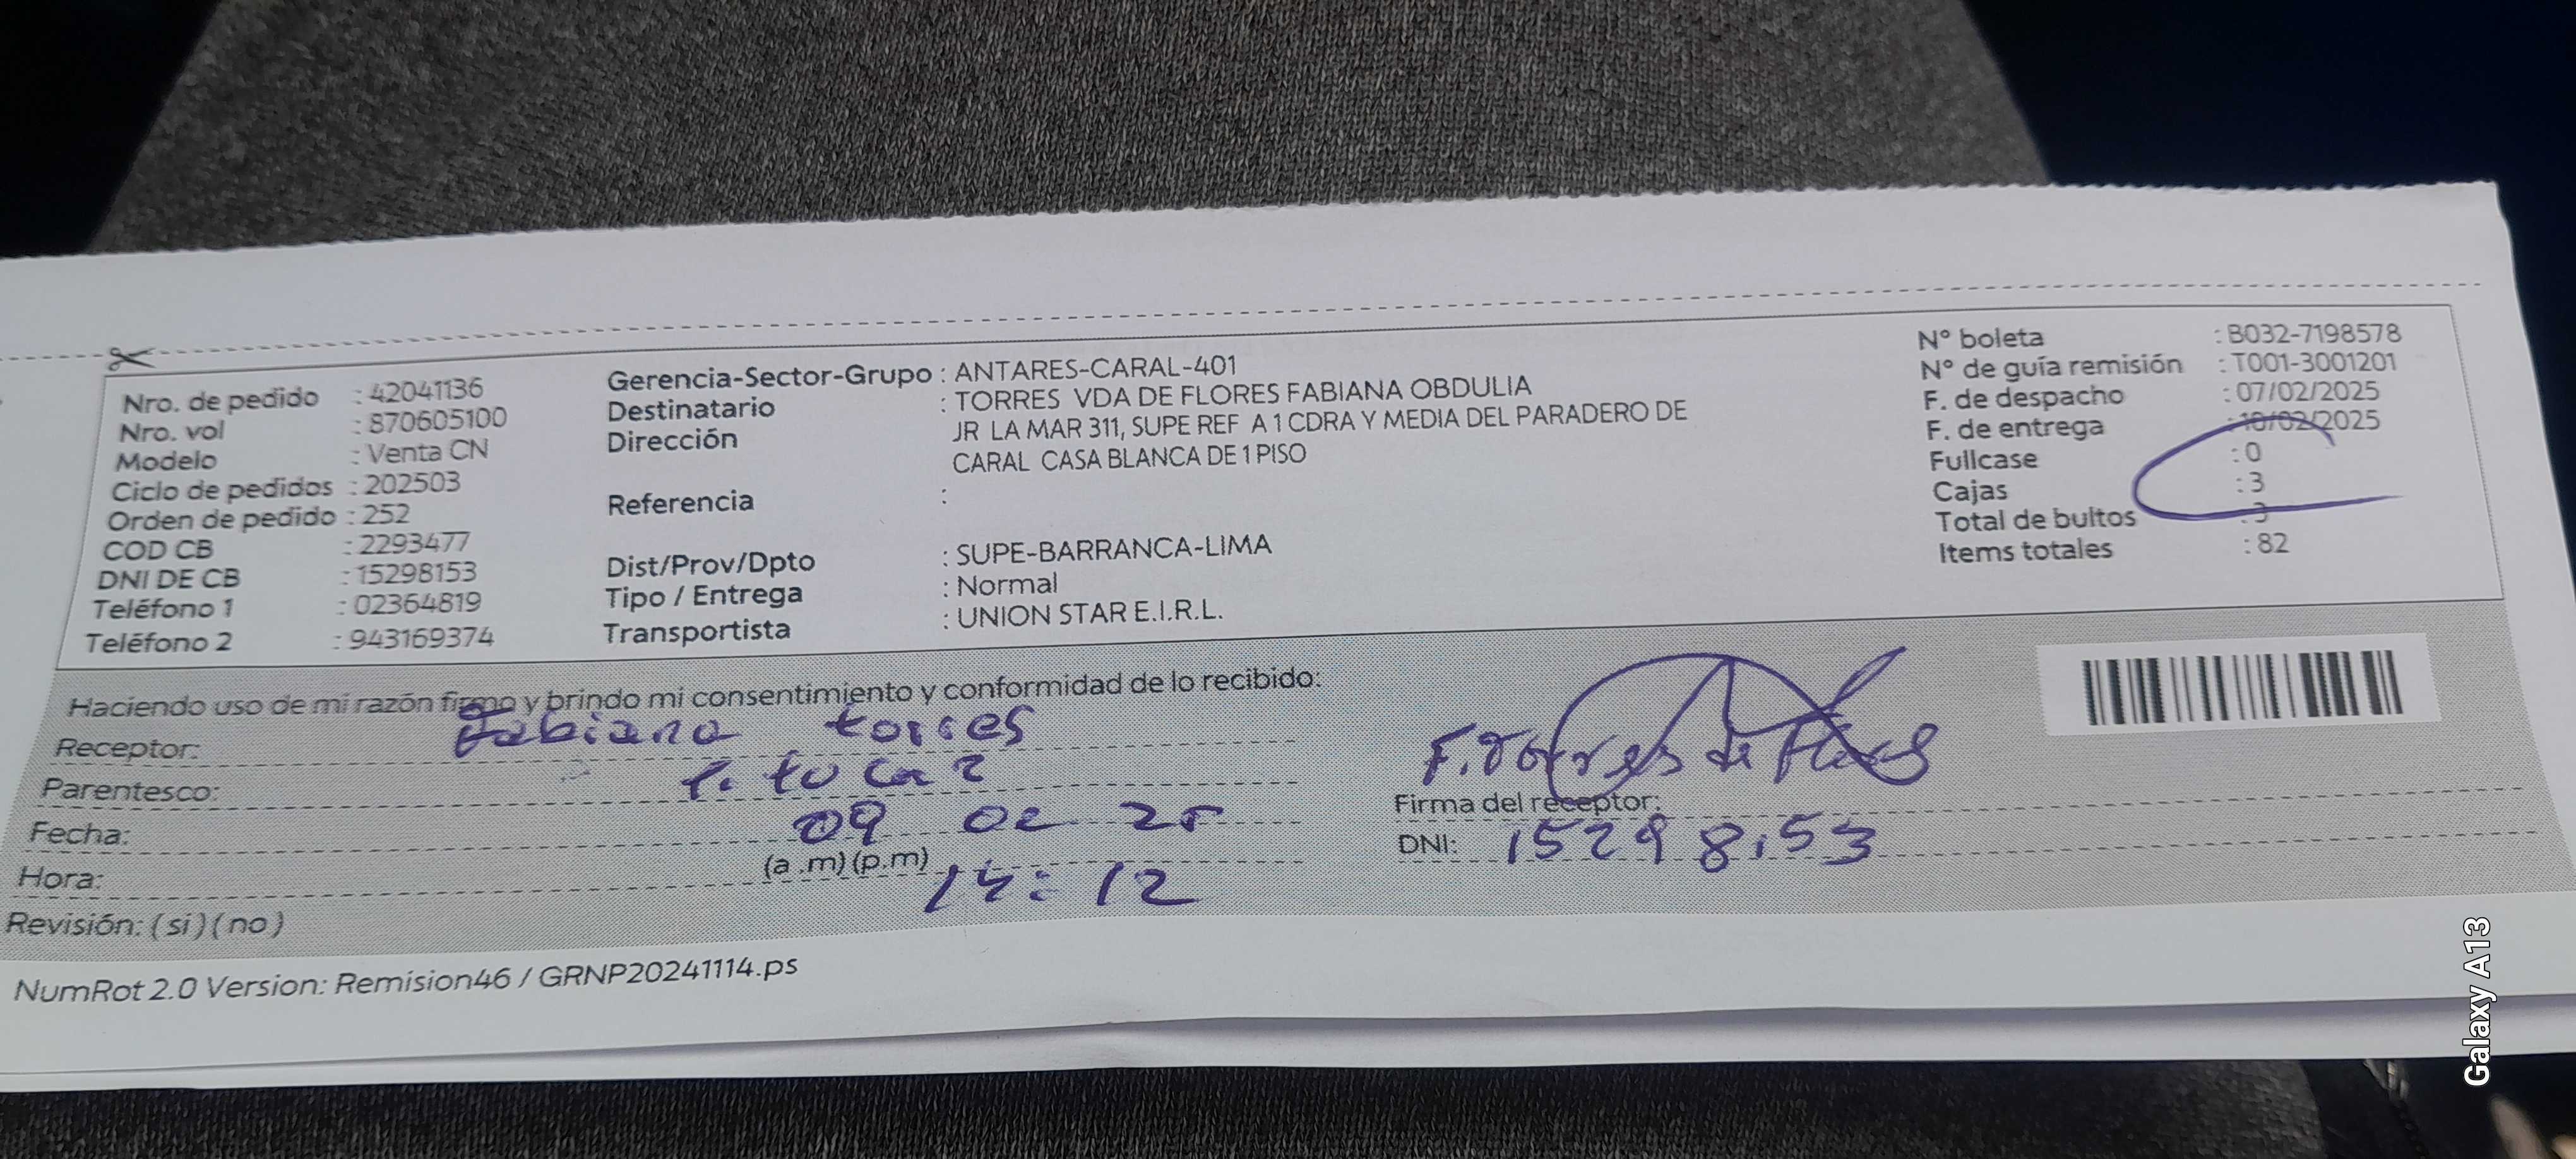 Nro. de pedido : 42041136
Nro. vol : 870605100
Modelo : Venta CN
Ciclo de pedidos : 202503
Orden de pedido : 252
COD CB : 2293477
DNI DE CB : 15298153
Teléfono 1 : 02364819
Teléfono 2 : 943169374
Gerencia-Sector-Grupo : ANTARES-CARAL-401
Destinatario : TORRES VDA DE FLORES FABIANA OBDULIA
Dirección JR LA MAR 311, SUPE REF A 1 CDRA Y MEDIA DEL PARADERO DE
CARAL CASA BLANCA DE 1 PISO
Referencia :
Dist/Prov/Dpto : SUPE-BARRANCA-LIMA
Tipo / Entrega : Normal
Transportista : UNION STAR E.I.R.L.
N° boleta : B032-7198578
N° de guía remisión : T001-3001201
F. de despacho : 07/02/2025
F. de entrega : 10/02/2025
Fullcase : 0
Cajas : 3
Total de bultos : 3
Items totales : 82
Haciendo uso de mi razón firmo y brindo mi consentimiento y conformidad de lo recibido:
Receptor: Fabiana torres
Parentesco:
Fecha: 09 02 25
Hora: (a .m)(p.m) 14:12
Revisión: (si)(no)
F. Torres de Flores
Firma del receptor:
DNI: 15298153
NumRot 2.0 Version: Remision46 / GRNP20241114.ps
Galaxy A13